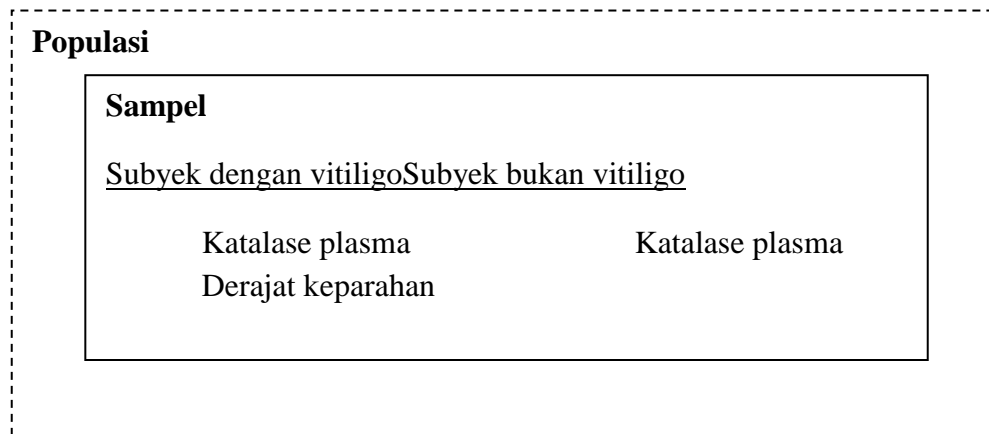 Populasi
Sampel
Subyek dengan vitiligoSubyek bukan vitiligo
Katalase plasma Katalase plasma
Derajat keparahan